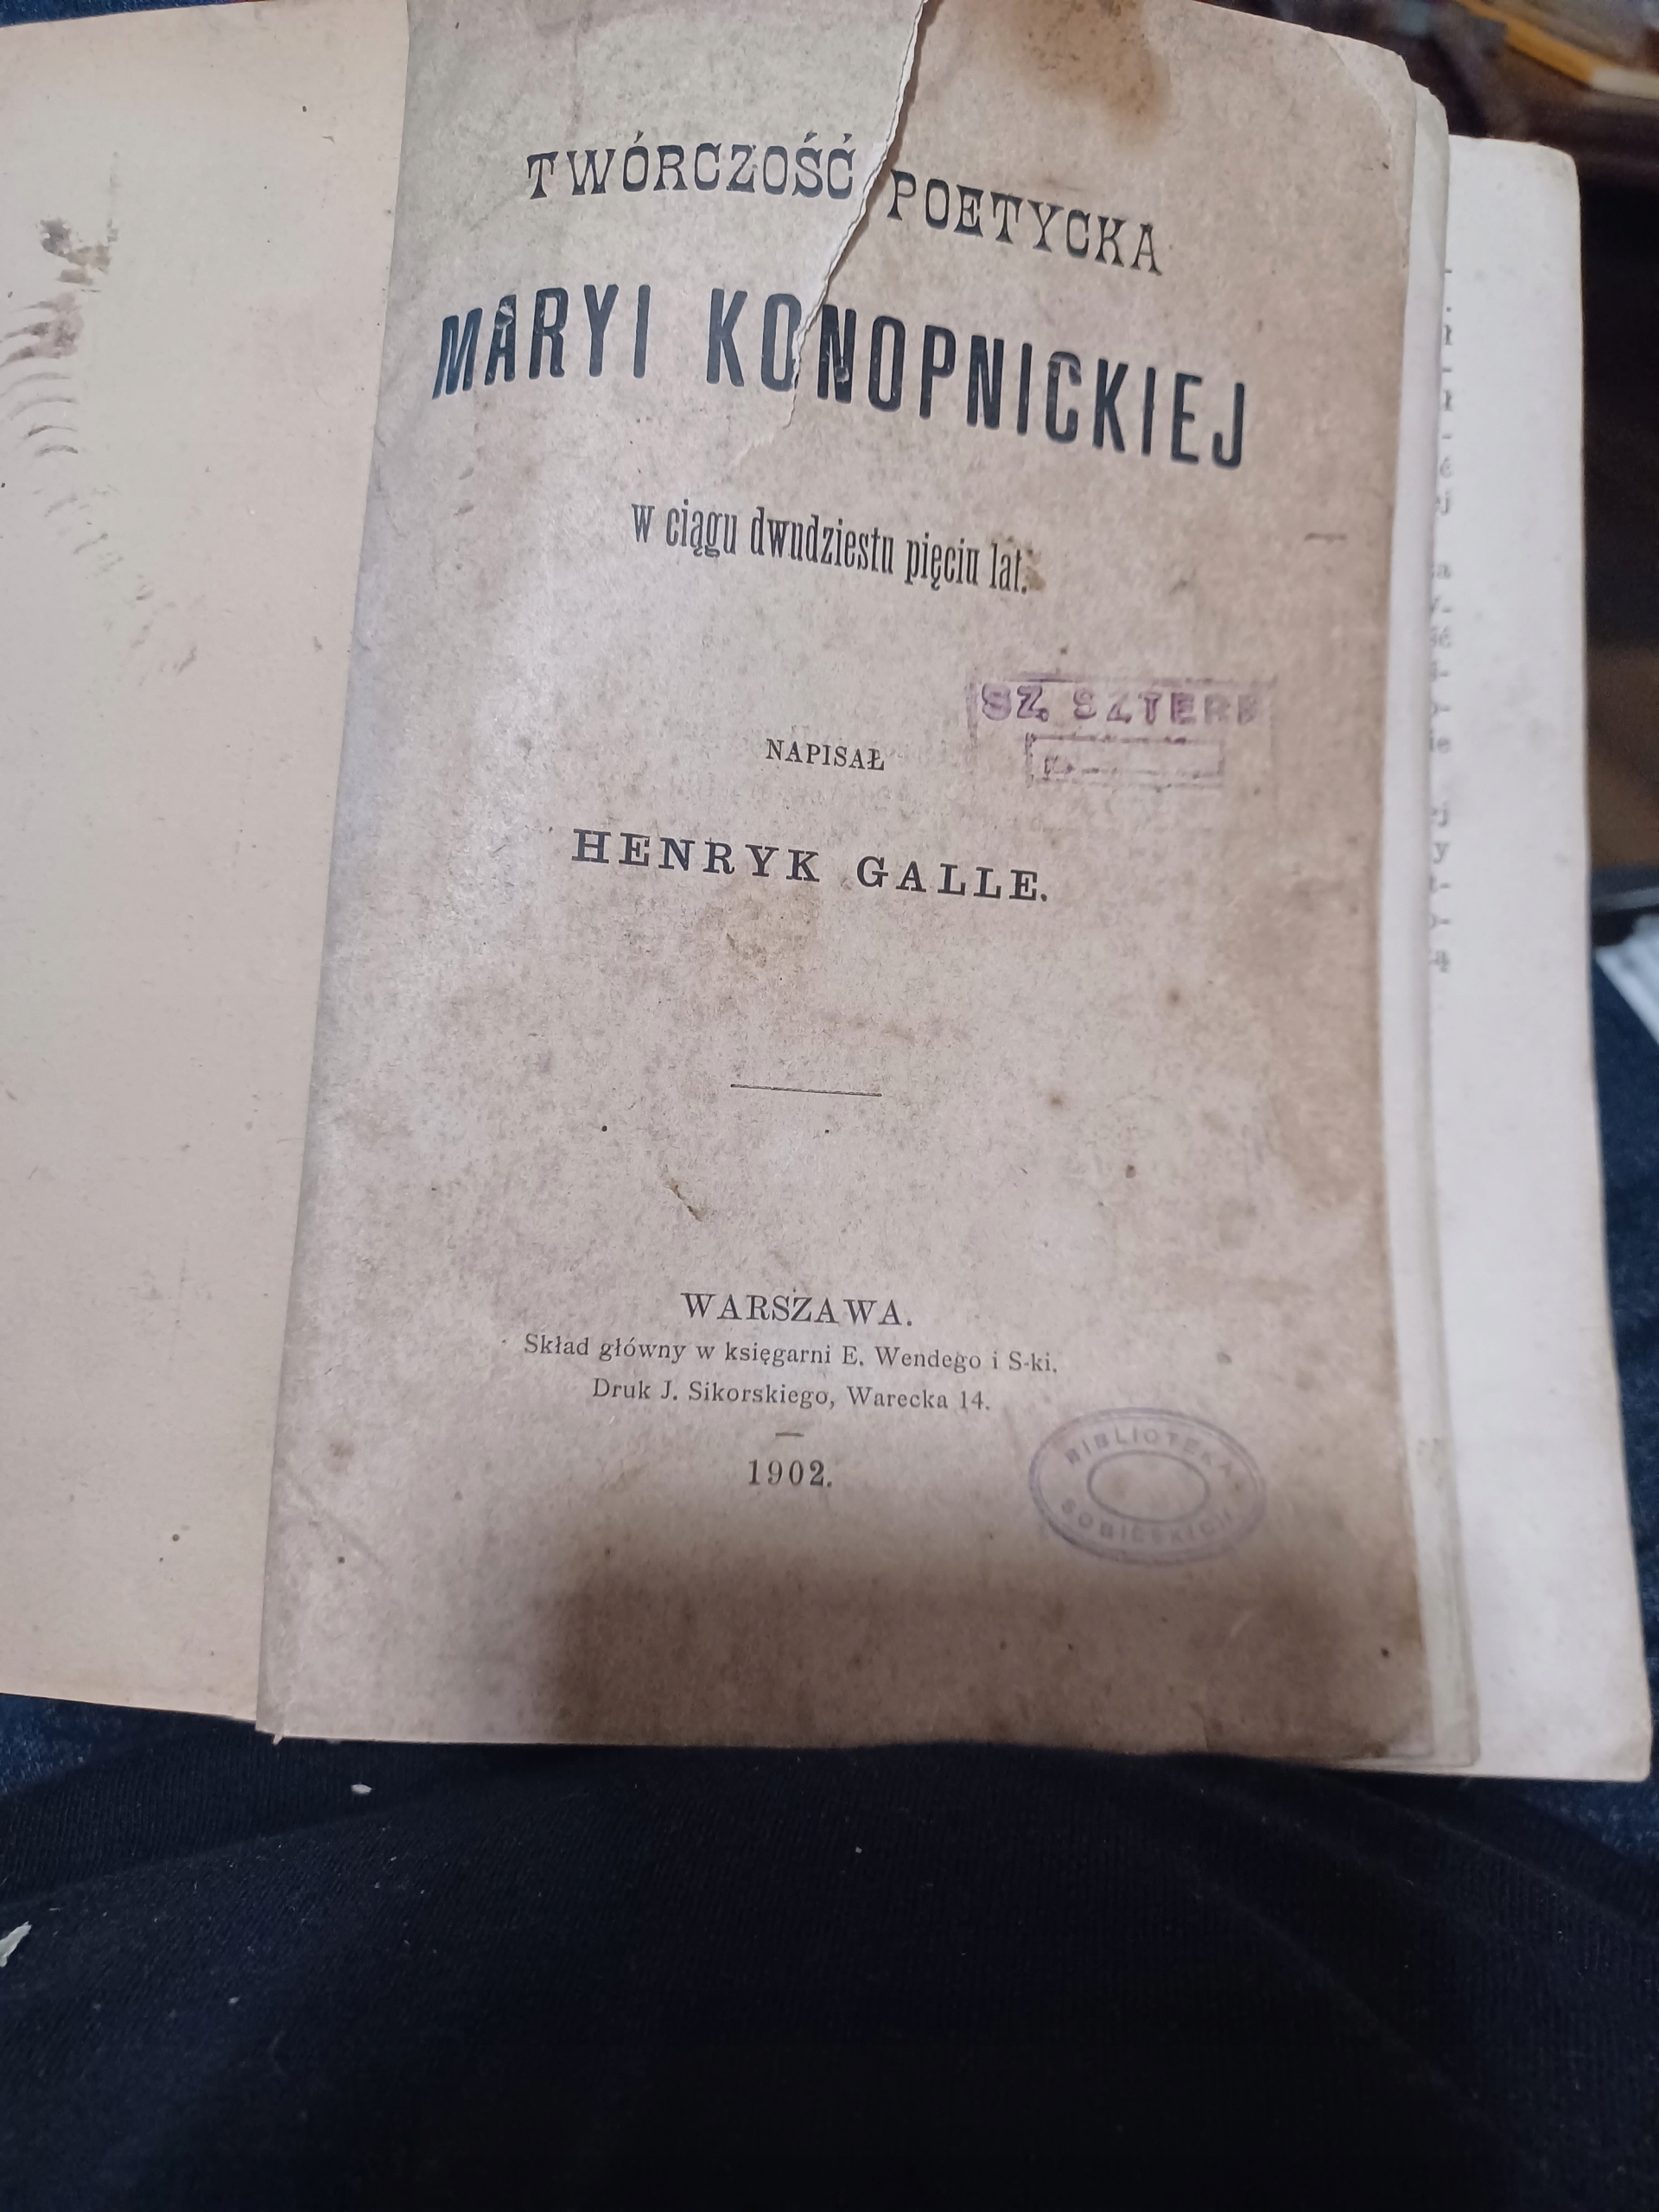 TWÓRCZOŚĆ POETYCKA
MARYI KONOPNICKIEJ
w ciągu dwudziestu pięciu lat.
SZ. SZTERN
NAPISAŁ
HENRYK GALLE.
WARSZAWA.
Skład główny w księgarni E. Wendego i S-ki.
Druk J. Sikorskiego, Warecka 14.
1902.
BIBLIOTEKA
SOBIESKICH